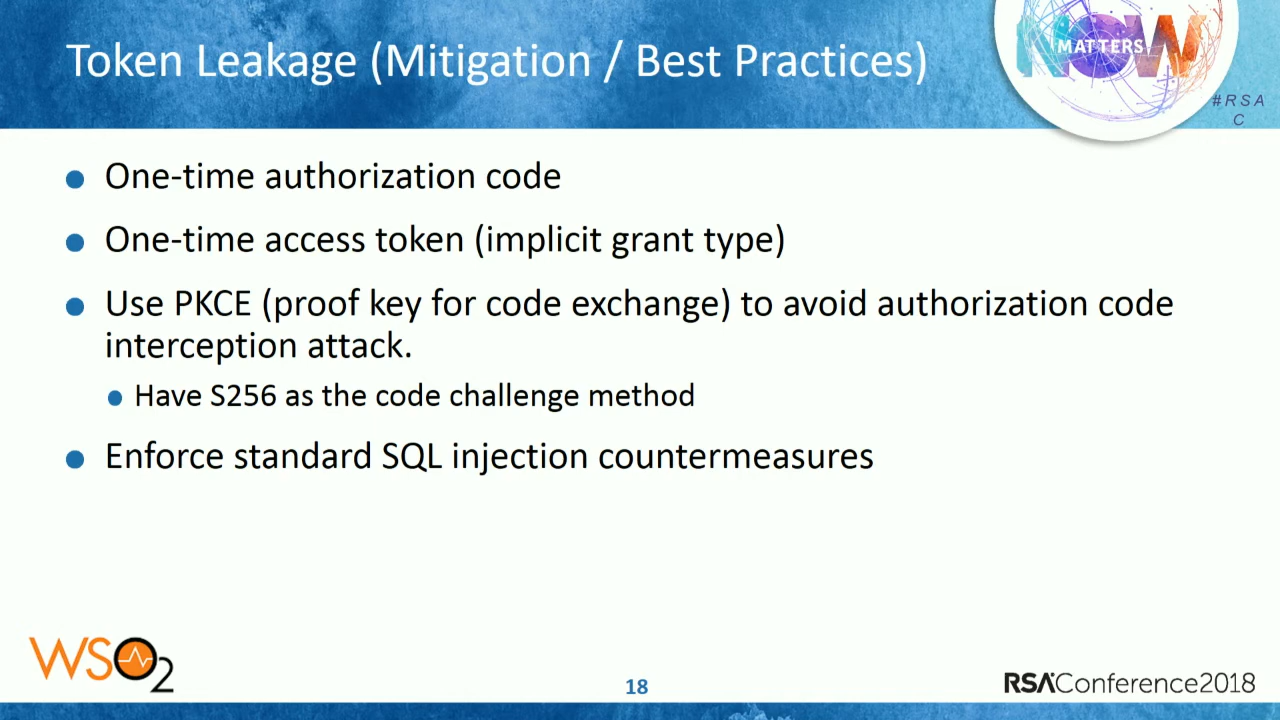 Token Leakage (Mitigation / Best Practices)
NOW
MATTERS
#RSA
C
One-time authorization code
One-time access token (implicit grant type)
Use PKCE (proof key for code exchange) to avoid authorization code
interception attack.
Have S256 as the code challenge method
Enforce standard SQL injection countermeasures
WSO2
18
RSAConference2018